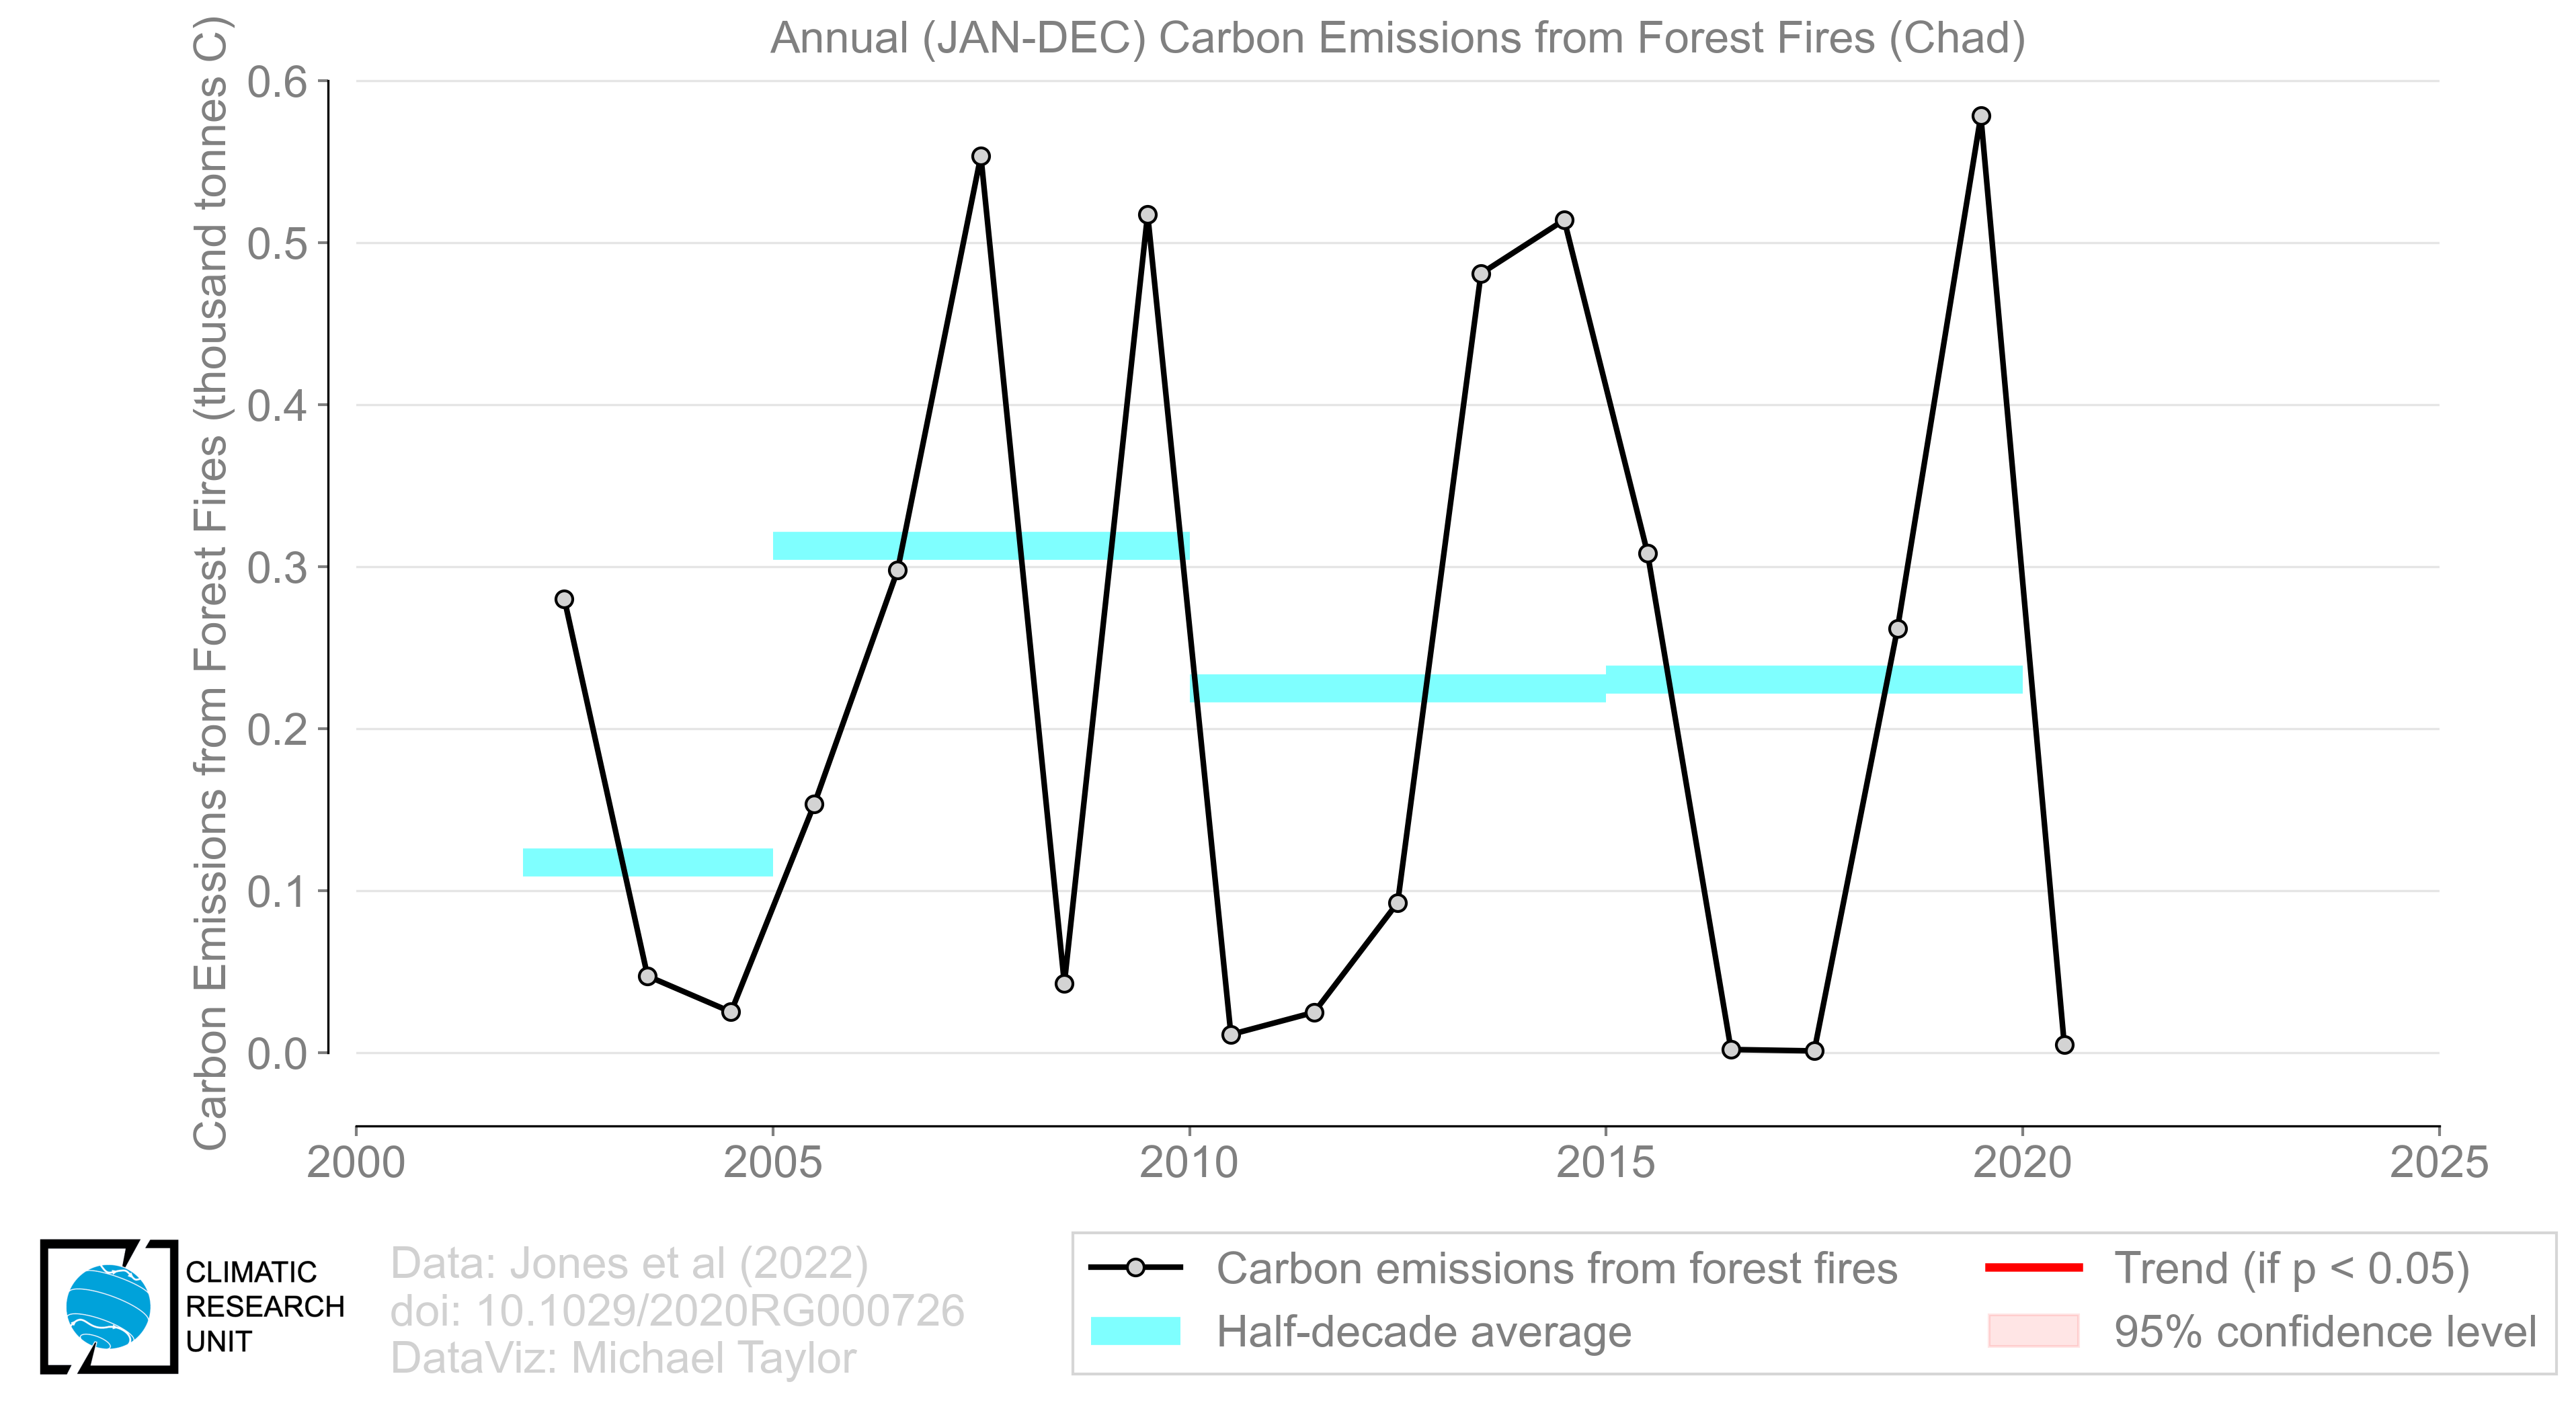 Annual (JAN-DEC) Carbon Emissions from Forest Fires (Chad)
Carbon Emissions from Forest Fires (thousand tonnes C)
0.6
0.5
0.4
0.3
0.2
0.1
0.0
2000 2005 2010 2015 2020 2025
CLIMATIC
RESEARCH
UNIT
Data: Jones et al (2022)
doi: 10.1029/2020RG000726
DataViz: Michael Taylor
Carbon emissions from forest fires
Half-decade average
Trend (if p < 0.05)
95% confidence level